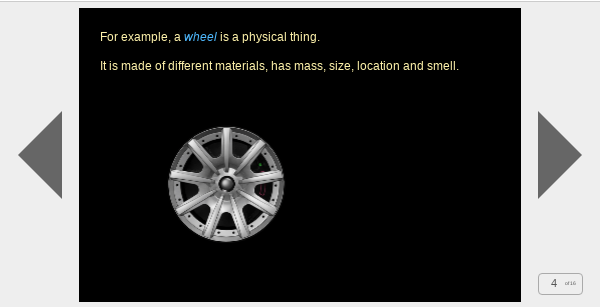 For example, a wheel is a physical thing.
It is made of different materials, has mass, size, location and smell.
4 of 16